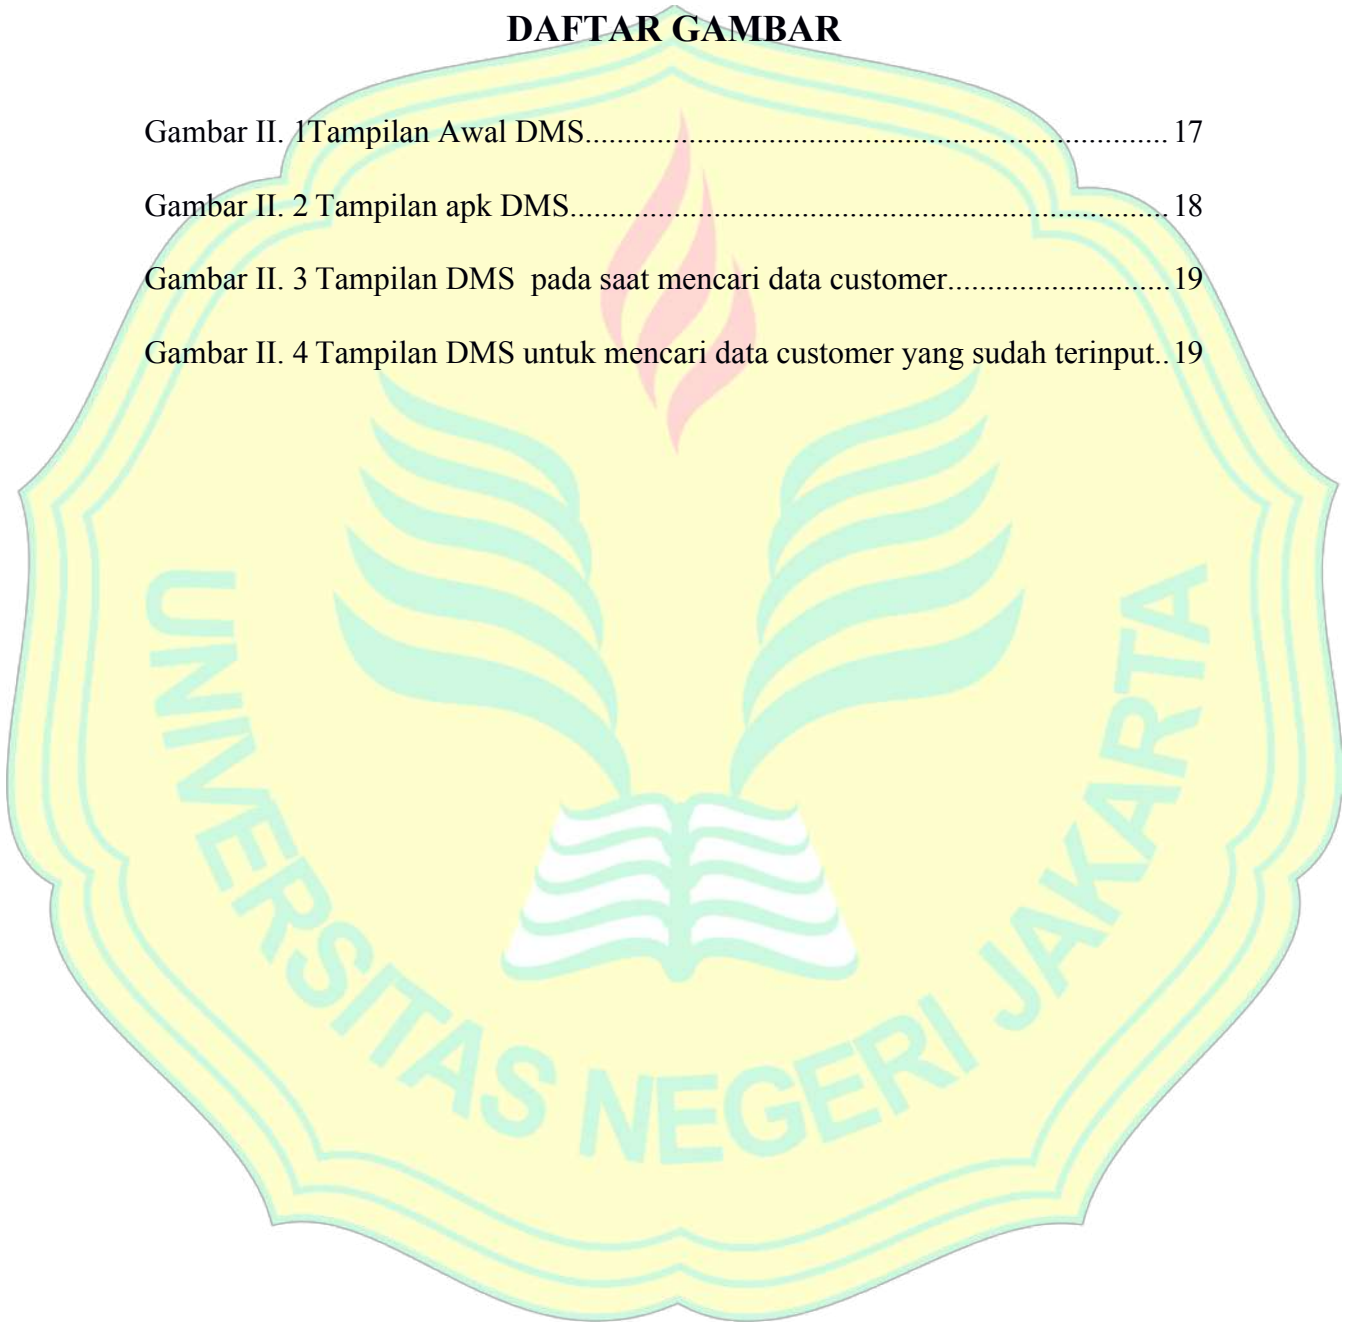 DAFTAR GAMBAR
Gambar II. 1Tampilan Awal DMS......................................................................... 17
Gambar II. 2 Tampilan apk DMS........................................................................... 18
Gambar II. 3 Tampilan DMS  pada saat mencari data customer............................ 19
Gambar II. 4 Tampilan DMS untuk mencari data customer yang sudah terinput.. 19
UNIVERSITAS NEGERI JAKARTA